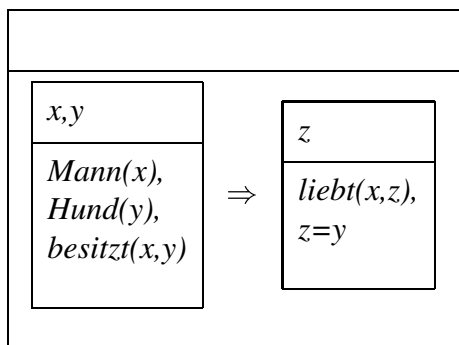 x,y
Mann(x),
Hund(y),
besitzt(x,y)
⇒
z
liebt(x,z),
z=y